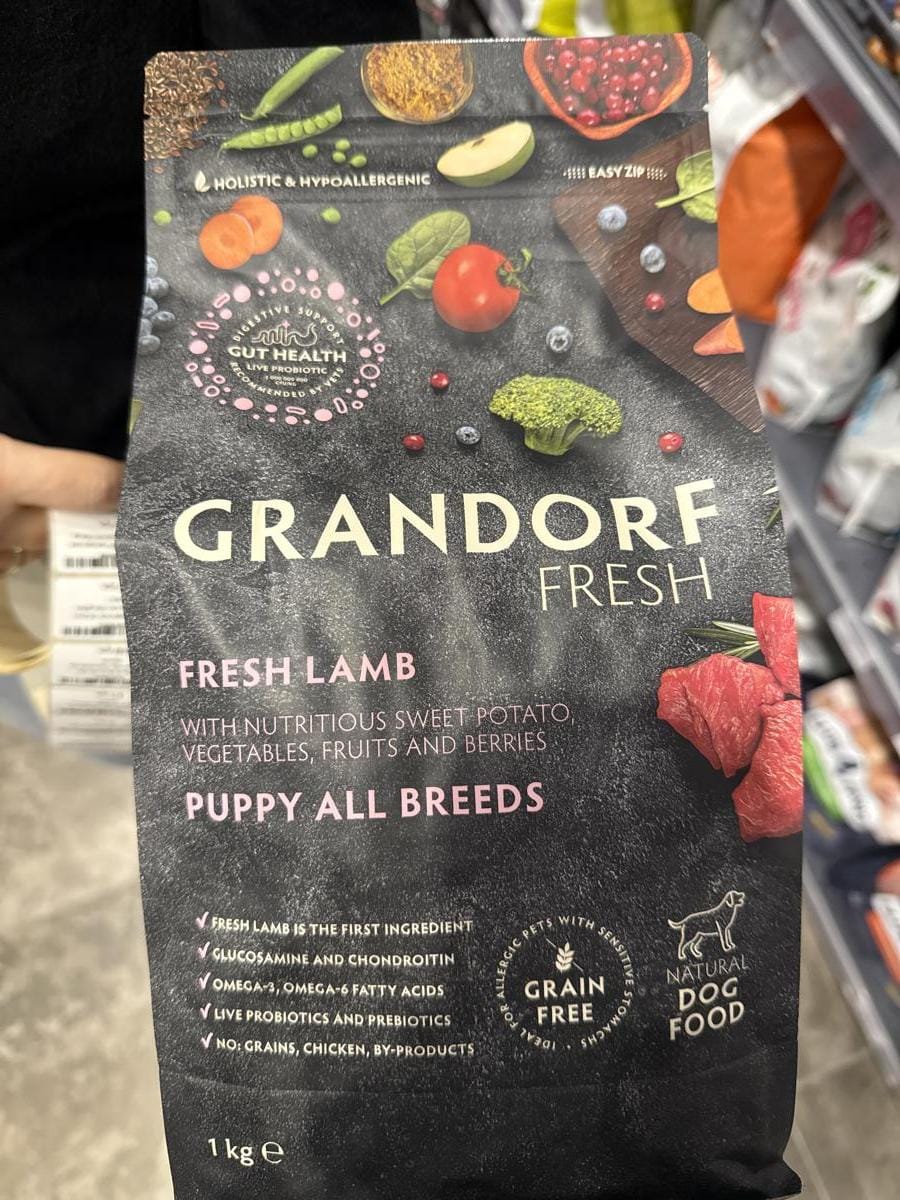 HOLISTIC & HYPOALLERGENIC
EASY ZIP
DIGESTIVE SUPPORT
GUT HEALTH
LIVE PROBIOTIC
RECOMMENDED BY VETS
GRANDORF
FRESH
FRESH LAMB
WITH NUTRITIOUS SWEET POTATO,
VEGETABLES, FRUITS AND BERRIES
PUPPY ALL BREEDS
FRESH LAMB IS THE FIRST INGREDIENT
GLUCOSAMINE AND CHONDROITIN
OMEGA-3, OMEGA-6 FATTY ACIDS
LIVE PROBIOTICS AND PREBIOTICS
NO: GRAINS, CHICKEN, BY-PRODUCTS
IDEAL FOR ALLERGIC PETS WITH SENSITIVE STOMACHS
GRAIN
FREE
NATURAL
DOG
FOOD
1 kg ℮